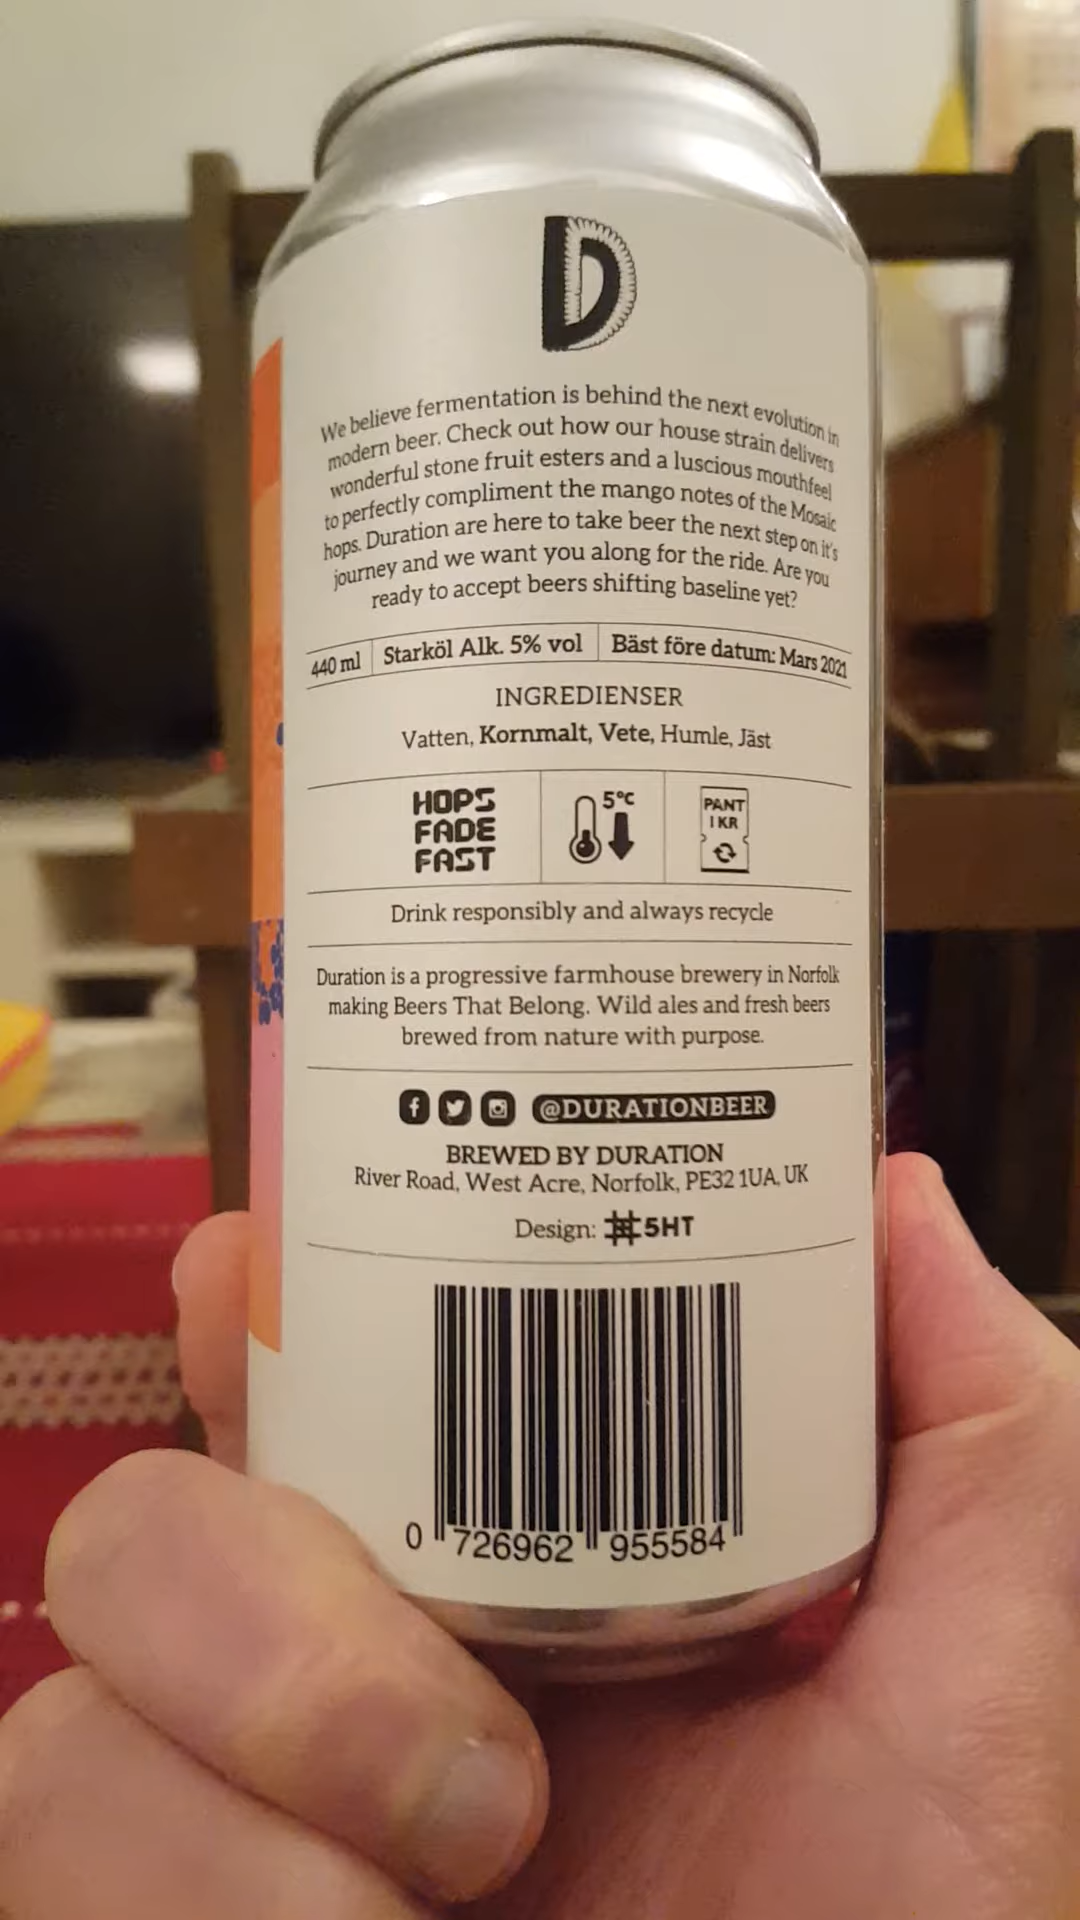 D
We believe fermentation is behind the next evolution in
modern beer. Check out how our house strain delivers
wonderful stone fruit esters and a luscious mouthfeel
to perfectly compliment the mango notes of the Mosaic
hops. Duration are here to take beer the next step on it's
journey and we want you along for the ride. Are you
ready to accept beers shifting baseline yet?
440 ml Starköl Alk. 5% vol Bäst före datum: Mars 2021
INGREDIENSER
Vatten, Kornmalt, Vete, Humle, Jäst
HOPS
FADE
FAST
5°C
PANT
1 KR
Drink responsibly and always recycle
Duration is a progressive farmhouse brewery in Norfolk
making Beers That Belong. Wild ales and fresh beers
brewed from nature with purpose.
@DURATIONBEER
BREWED BY DURATION
River Road, West Acre, Norfolk, PE32 1UA, UK
Design: #5HT
0 726962 955584